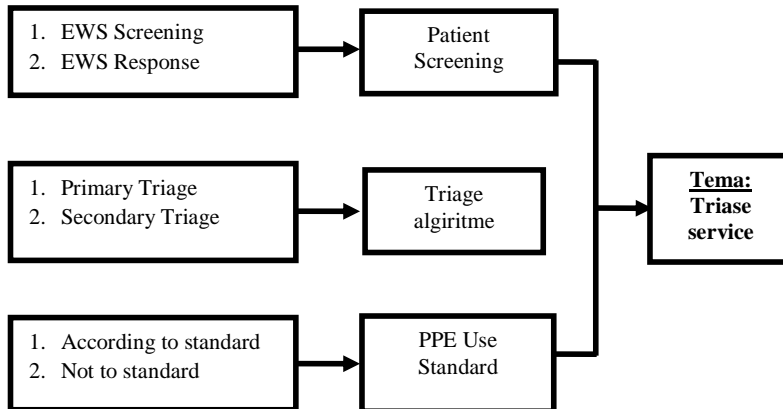 1. EWS Screening
2. EWS Response
Patient
Screening
1. Primary Triage
2. Secondary Triage
Triage
algiritme
Tema:
Triase
service
1. According to standard
2. Not to standard
PPE Use
Standard